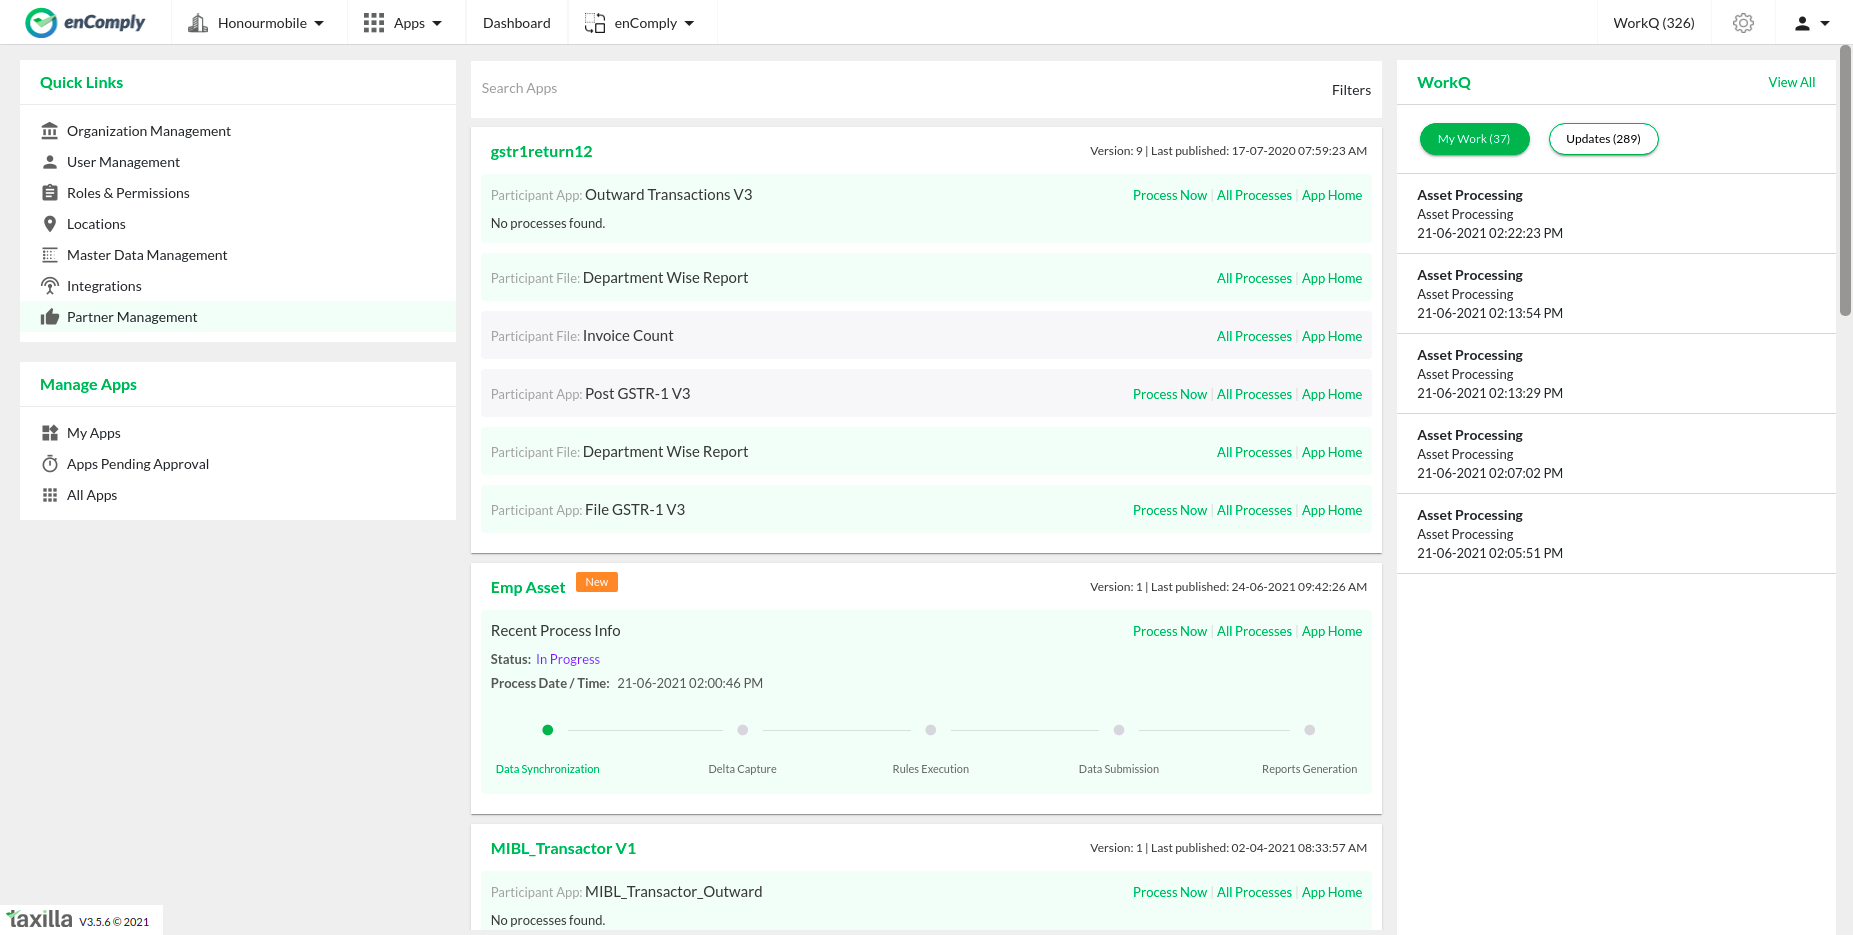 enComply
Honourmobile
Apps
Dashboard
enComply
WorkQ (326)
Quick Links
Organization Management
User Management
Roles & Permissions
Locations
Master Data Management
Integrations
Partner Management
Manage Apps
My Apps
Apps Pending Approval
All Apps
Search Apps
Filters
gstr1return12
Version: 9 | Last published: 17-07-2020 07:59:23 AM
Participant App: Outward Transactions V3
Process Now | All Processes | App Home
No processes found.
Participant File: Department Wise Report
All Processes | App Home
Participant File: Invoice Count
All Processes | App Home
Participant App: Post GSTR-1 V3
Process Now | All Processes | App Home
Participant File: Department Wise Report
All Processes | App Home
Participant App: File GSTR-1 V3
Process Now | All Processes | App Home
Emp Asset
New
Version: 1 | Last published: 24-06-2021 09:42:26 AM
Recent Process Info
Process Now | All Processes | App Home
Status: In Progress
Process Date / Time: 21-06-2021 02:00:46 PM
Data Synchronization
Delta Capture
Rules Execution
Data Submission
Reports Generation
MIBL_Transactor V1
Version: 1 | Last published: 02-04-2021 08:33:57 AM
Participant App: MIBL_Transactor_Outward
Process Now | All Processes | App Home
No processes found.
WorkQ
View All
My Work (37)
Updates (289)
Asset Processing
Asset Processing
21-06-2021 02:22:23 PM
Asset Processing
Asset Processing
21-06-2021 02:13:54 PM
Asset Processing
Asset Processing
21-06-2021 02:13:29 PM
Asset Processing
Asset Processing
21-06-2021 02:07:02 PM
Asset Processing
Asset Processing
21-06-2021 02:05:51 PM
taxilla V3.5.6 © 2021